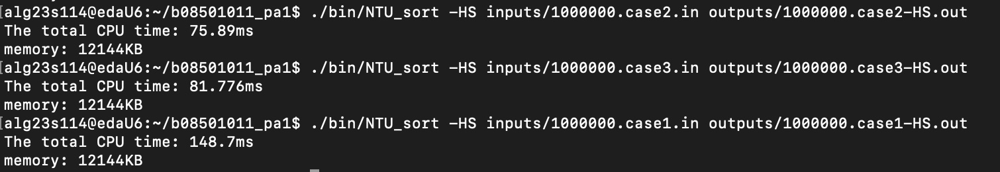 [alg23s114@edaU6:~/b08501011_pa1$ ./bin/NTU_sort -HS inputs/1000000.case2.in outputs/1000000.case2-HS.out
The total CPU time: 75.89ms
memory: 12144KB
[alg23s114@edaU6:~/b08501011_pa1$ ./bin/NTU_sort -HS inputs/1000000.case3.in outputs/1000000.case3-HS.out
The total CPU time: 81.776ms
memory: 12144KB
[alg23s114@edaU6:~/b08501011_pa1$ ./bin/NTU_sort -HS inputs/1000000.case1.in outputs/1000000.case1-HS.out
The total CPU time: 148.7ms
memory: 12144KB